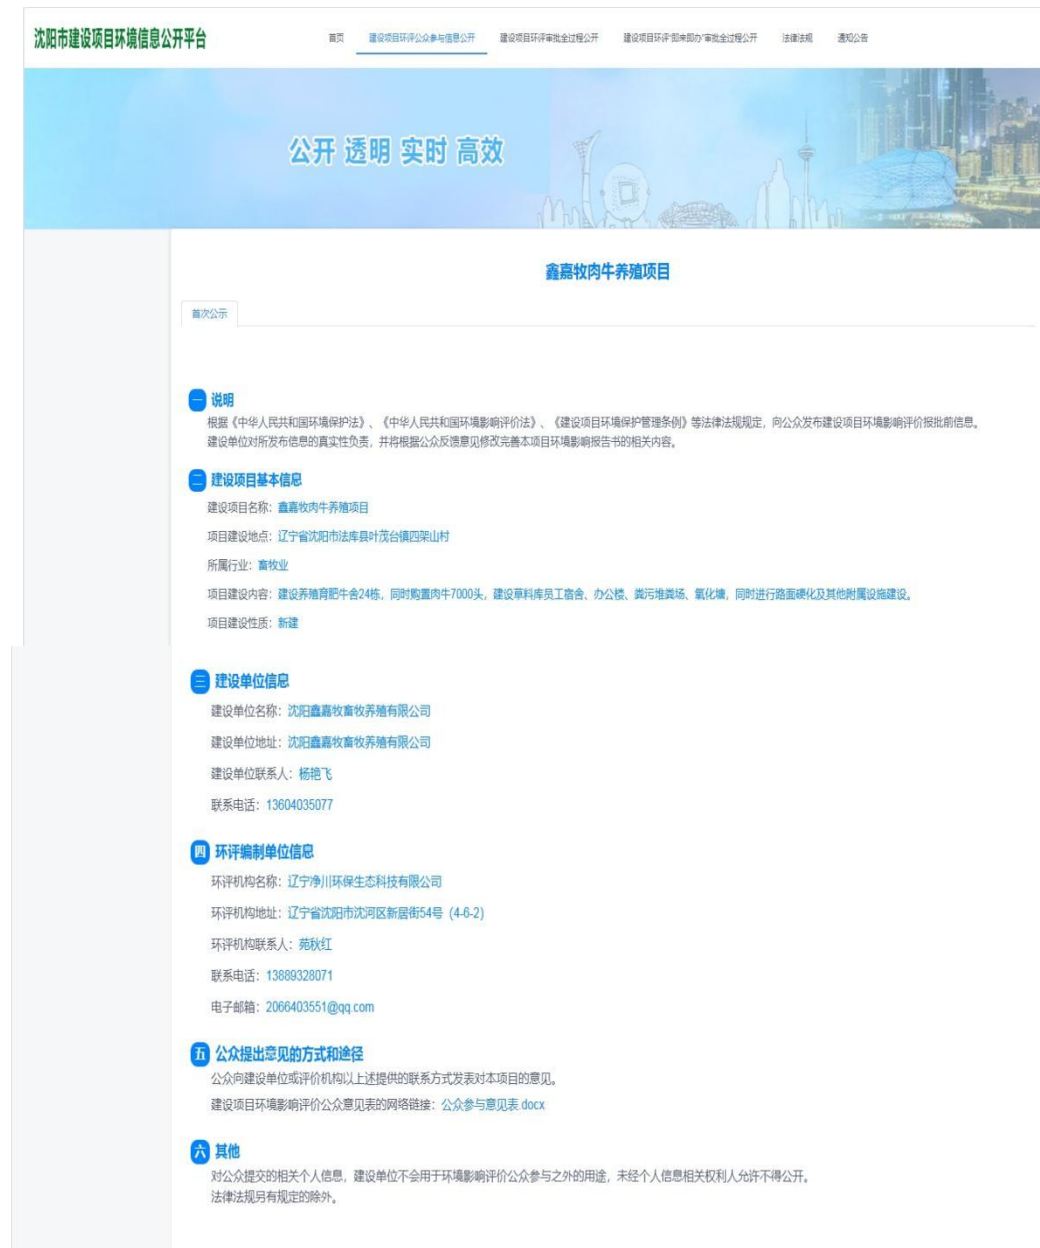 沈阳市建设项目环境信息公开平台
首页 建设项目环评公众参与信息公开 建设项目环评审批全过程公开 建设项目环评"即来即办"审批全过程公开 法律法规 通知公告
公开 透明 实时 高效
鑫嘉牧肉牛养殖项目
首次公示
一 说明
根据《中华人民共和国环境保护法》、《中华人民共和国环境影响评价法》、《建设项目环境保护管理条例》等法律法规规定，向公众发布建设项目环境影响评价报批前信息。
建设单位对所发布信息的真实性负责，并将根据公众反馈意见修改完善本项目环境影响报告书的相关内容。
二 建设项目基本信息
建设项目名称：鑫嘉牧肉牛养殖项目
项目建设地点：辽宁省沈阳市法库县叶茂台镇四架山村
所属行业：畜牧业
项目建设内容：建设养殖育肥牛舍24栋，同时购置肉牛7000头，建设草料库员工宿舍、办公楼、粪污堆粪场、氧化塘，同时进行路面硬化及其他附属设施建设。
项目建设性质：新建
三 建设单位信息
建设单位名称：沈阳鑫嘉牧畜牧养殖有限公司
建设单位地址：沈阳鑫嘉牧畜牧养殖有限公司
建设单位联系人：杨艳飞
联系电话：13604035077
四 环评编制单位信息
环评机构名称：辽宁净川环保生态科技有限公司
环评机构地址：辽宁省沈阳市沈河区新居街54号（4-6-2）
环评机构联系人：苑秋红
联系电话：13889328071
电子邮箱：2066403551@qq.com
五 公众提出意见的方式和途径
公众向建设单位或评价机构以上述提供的联系方式发表对本项目的意见。
建设项目环境影响评价公众意见表的网络链接：公众参与意见表.docx
六 其他
对公众提交的相关个人信息，建设单位不会用于环境影响评价公众参与之外的用途，未经个人信息相关权利人允许不得公开。
法律法规另有规定的除外。